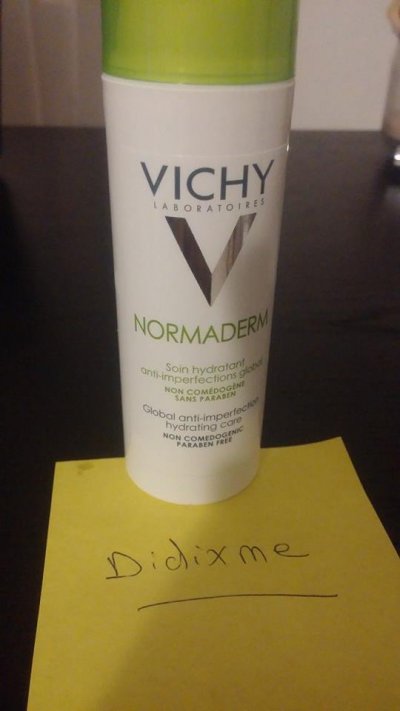 VICHY
LABORATOIRES
NORMADERM
Soin hydratant
anti-imperfections global
NON COMÉDOGÈNE
SANS PARABEN
Global anti-imperfection
hydrating care
NON COMEDOGENIC
PARABEN FREE
Didixme